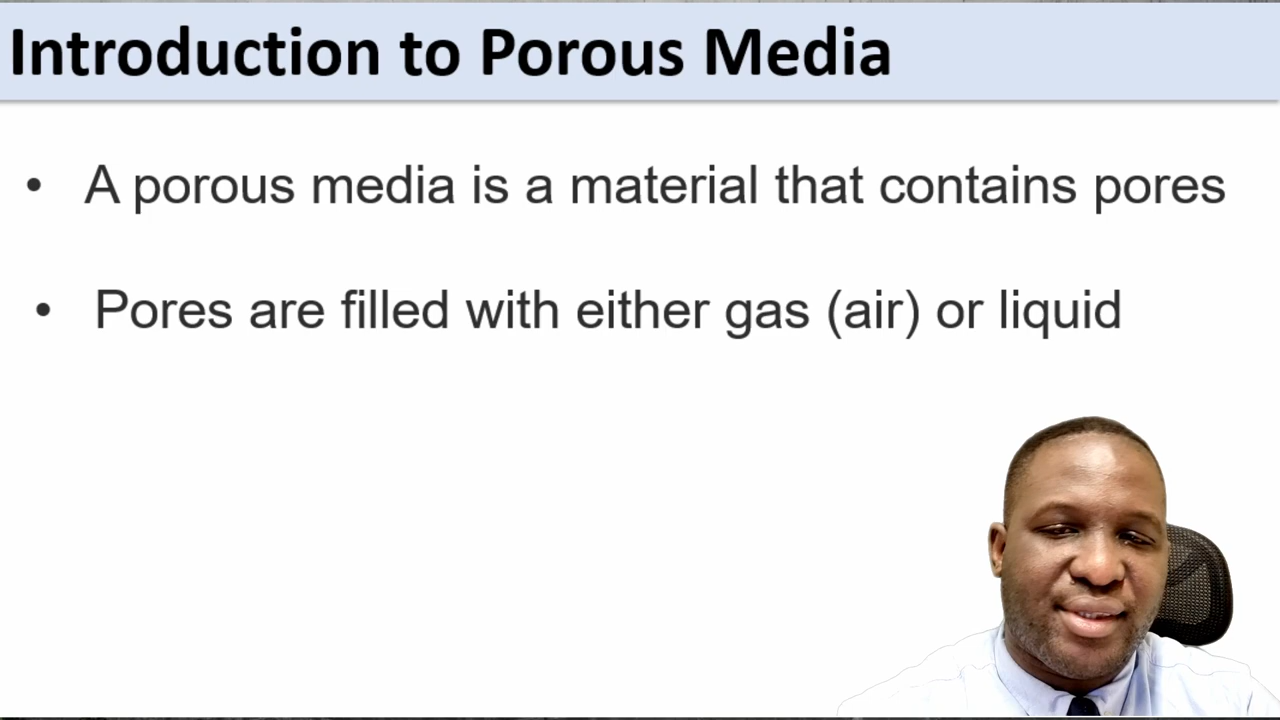 Introduction to Porous Media
• A porous media is a material that contains pores
• Pores are filled with either gas (air) or liquid